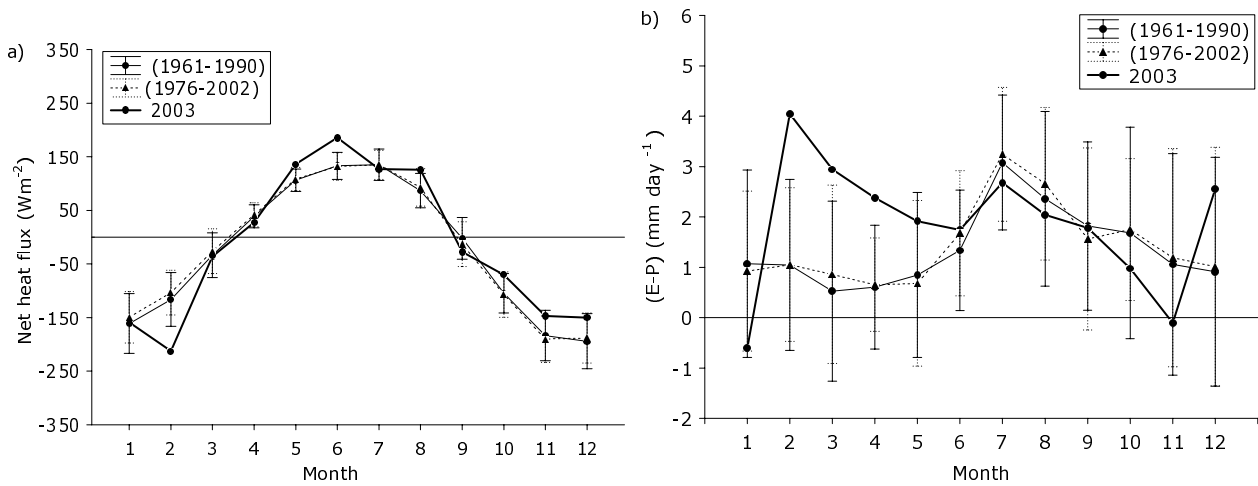 a)
350
250
150
50
-50
-150
-250
-350
Net heat flux (Wm-2)
(1961-1990)
(1976-2002)
2003
1 2 3 4 5 6 7 8 9 10 11 12
Month
b)
6
5
4
3
2
1
0
-1
-2
(E-P) (mm day -1)
(1961-1990)
(1976-2002)
2003
1 2 3 4 5 6 7 8 9 10 11 12
Month